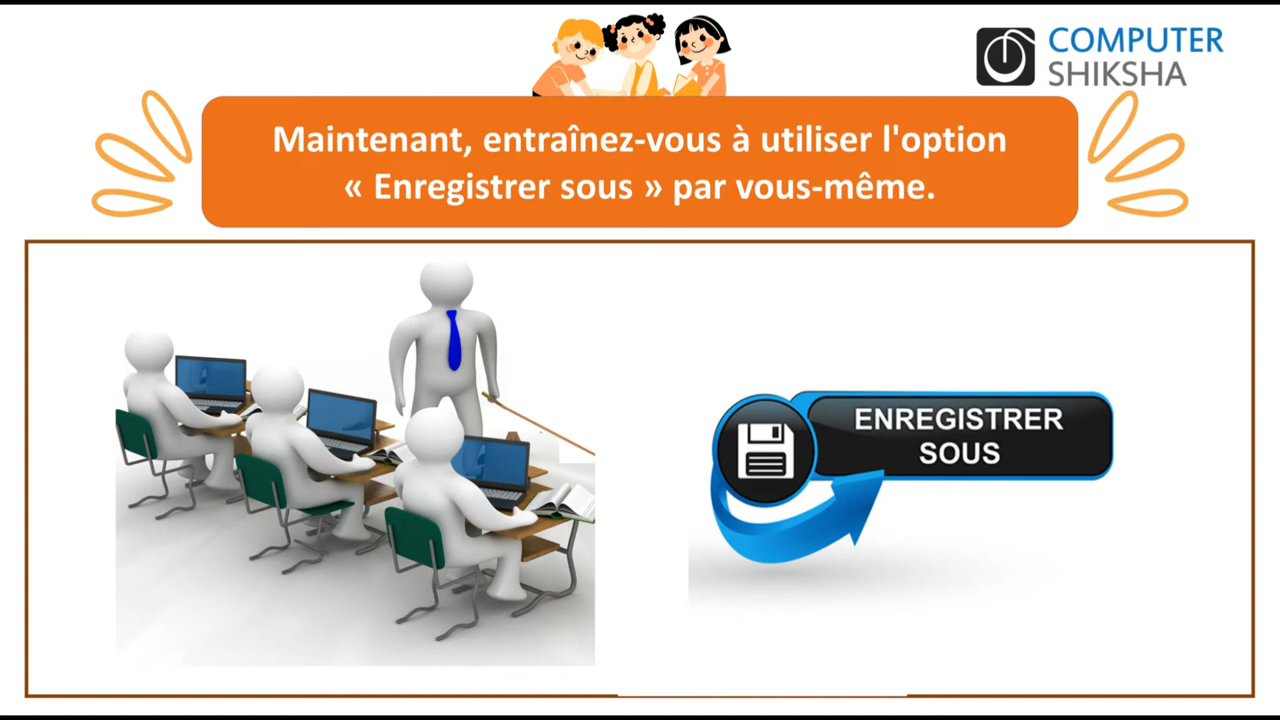 COMPUTER
SHIKSHA
Maintenant, entraînez-vous à utiliser l'option
« Enregistrer sous » par vous-même.
ENREGISTRER
SOUS